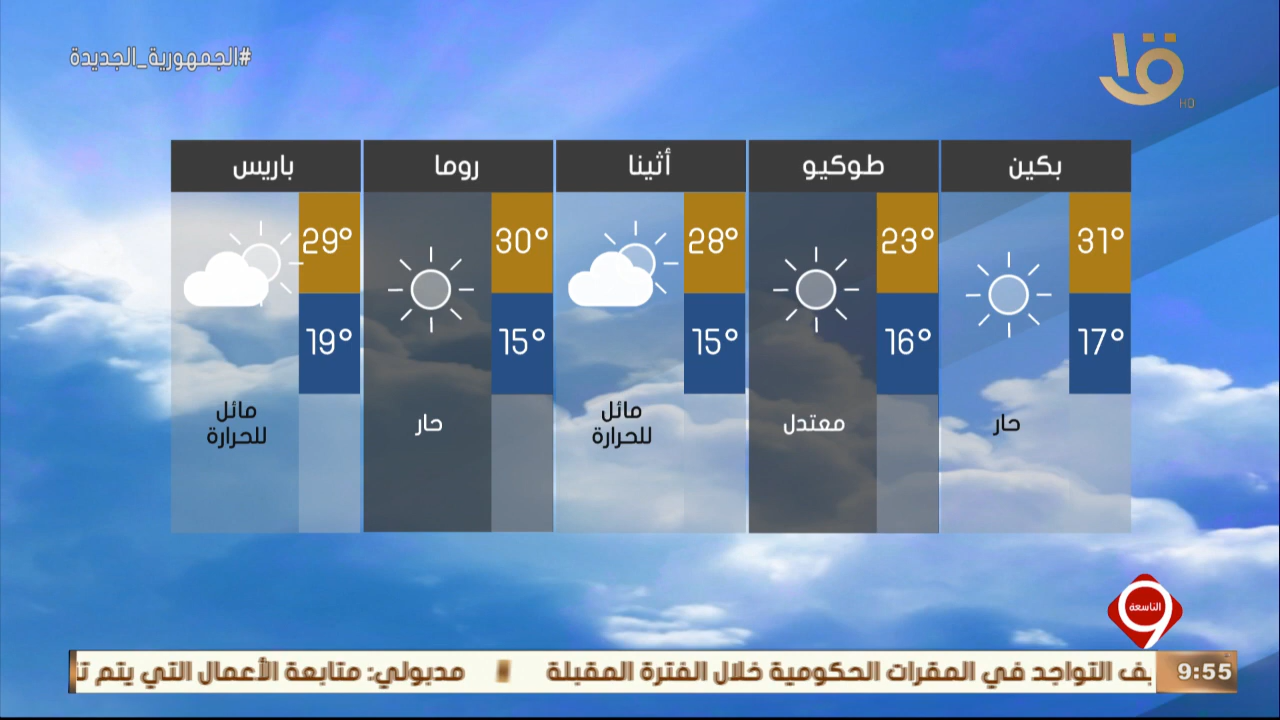 #الجمهورية_الجديدة
HD
بكين
31°
17°
حار
طوكيو
23°
16°
معتدل
أثينا
28°
15°
مائل
للحرارة
روما
30°
15°
حار
باريس
29°
19°
مائل
للحرارة
التاسعة
9
9:55
التواجد في المقرات الحكومية خلال الفترة المقبلة
مدبولي: متابعة الأعمال التي يتم